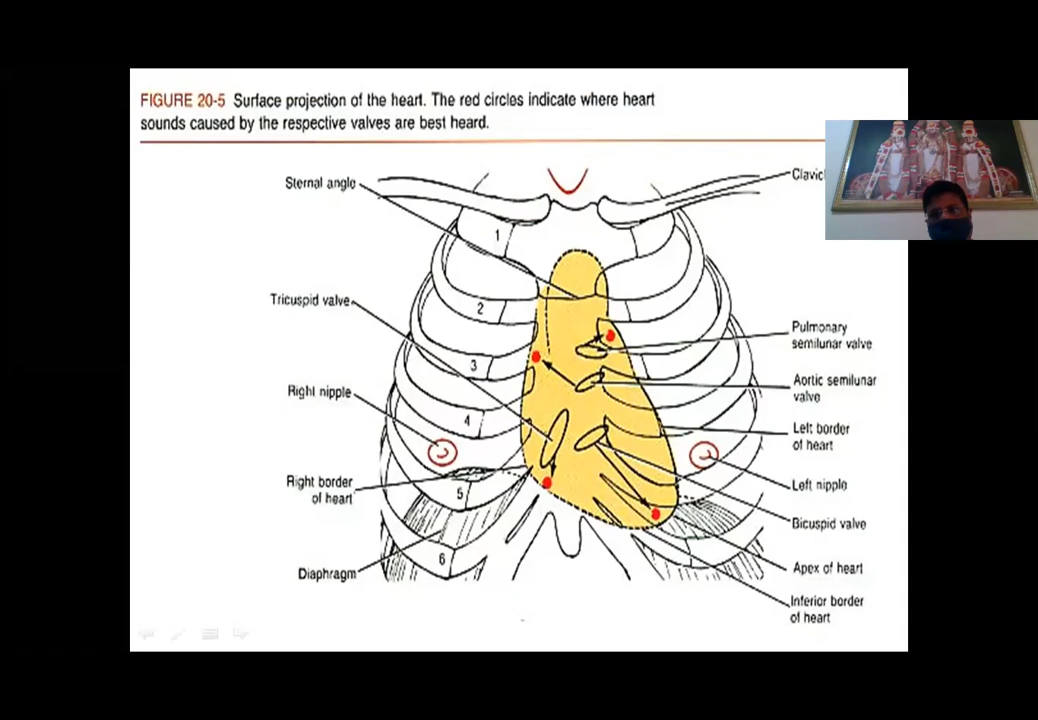 FIGURE 20-5 Surface projection of the heart. The red circles indicate where heart
sounds caused by the respective valves are best heard.
Sternal angle
Clavicl
1
Tricuspid valve
2
Pulmonary
semilunar valve
3
Right nipple
Aortic semilunar
valve
4
Left border
of heart
Right border
of heart
5
Left nipple
Bicuspid valve
6
Diaphragm
Apex of heart
Inferior border
of heart